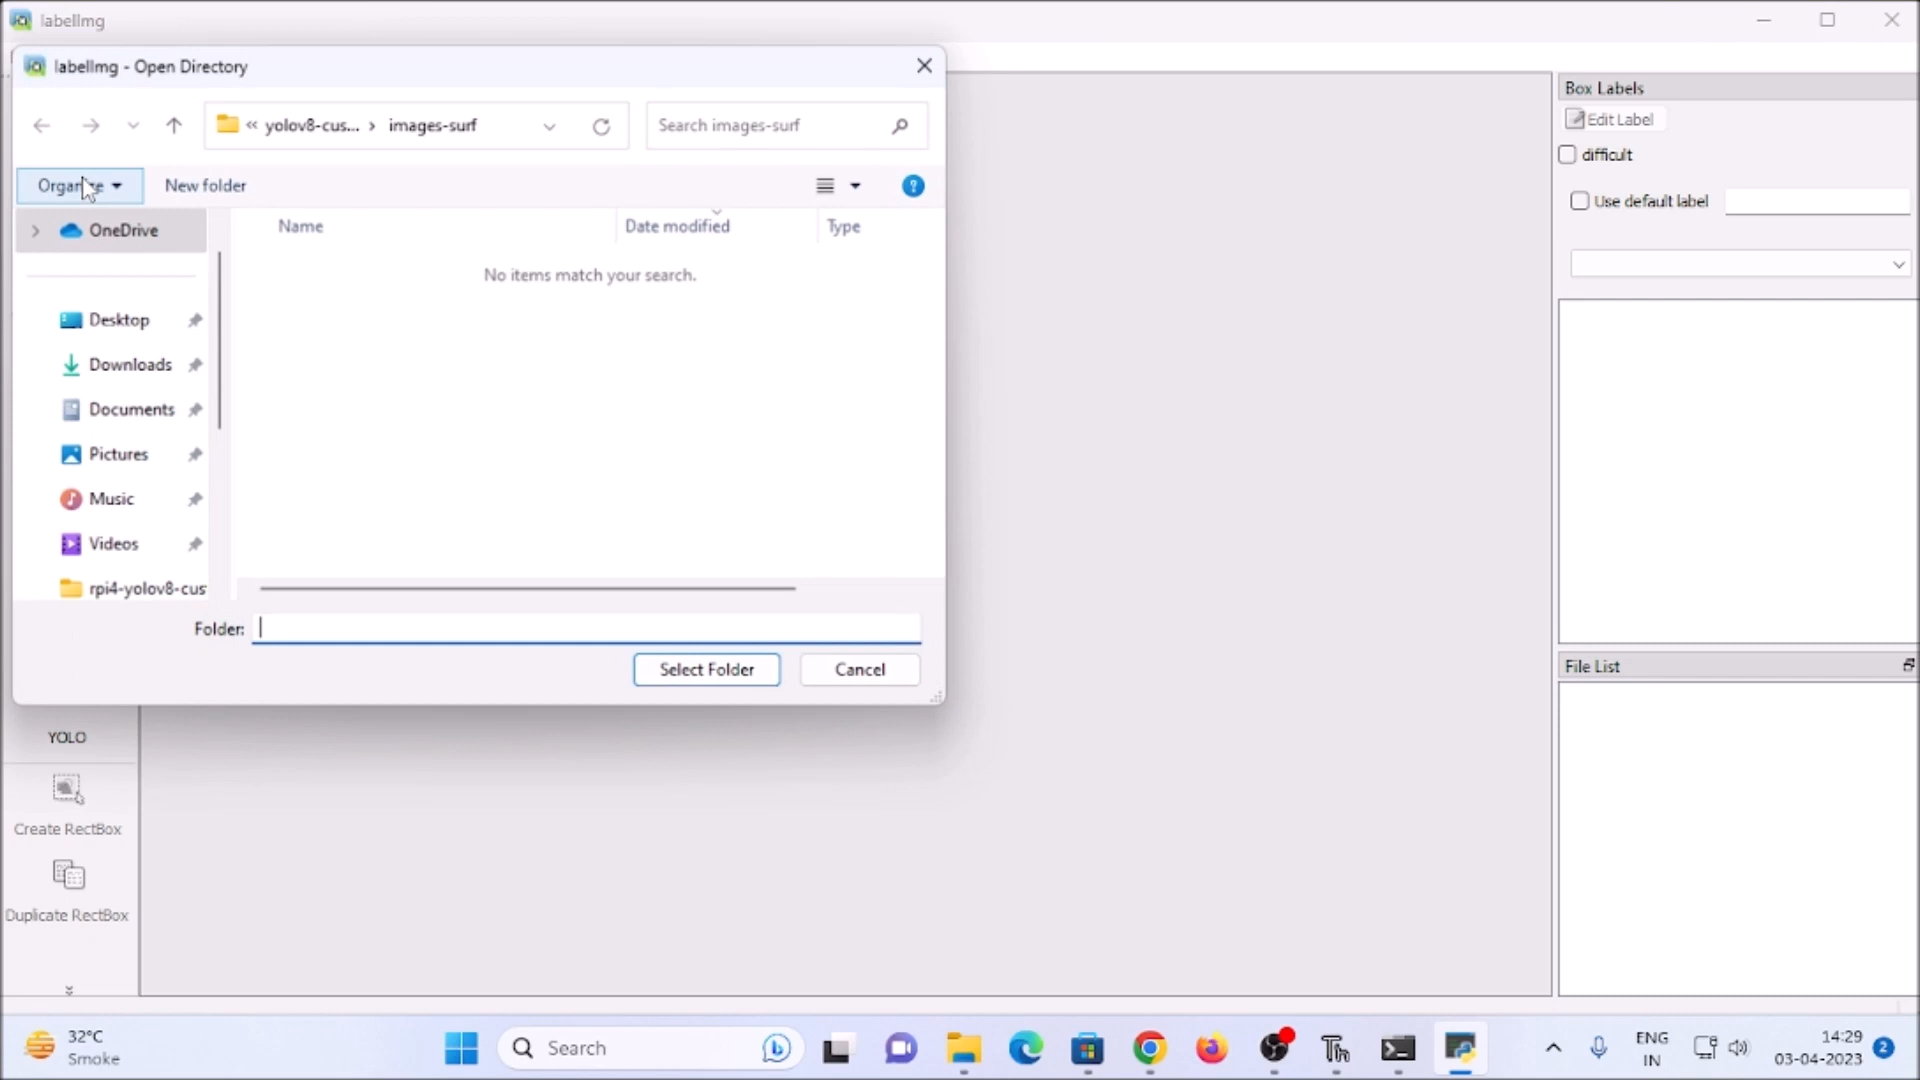 labelImg
labelImg - Open Directory
« yolov8-cus... › images-surf
Search images-surf
Organize
New folder
OneDrive
Name
Date modified
Type
No items match your search.
Desktop
Downloads
Documents
Pictures
Music
Videos
rpi4-yolov8-cus
Folder:
Select Folder
Cancel
YOLO
Create RectBox
Duplicate RectBox
Box Labels
Edit Label
difficult
Use default label
File List
32°C
Smoke
Search
ENG
IN
14:29
03-04-2023
2